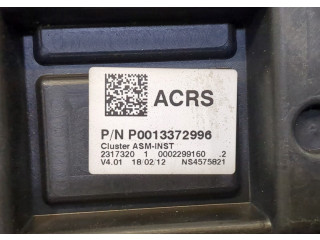 ACRS
P/N P0013372996
Cluster ASM-INST
2317320 1 0002299160 .2
V4.01 18/02/12 NS4575821